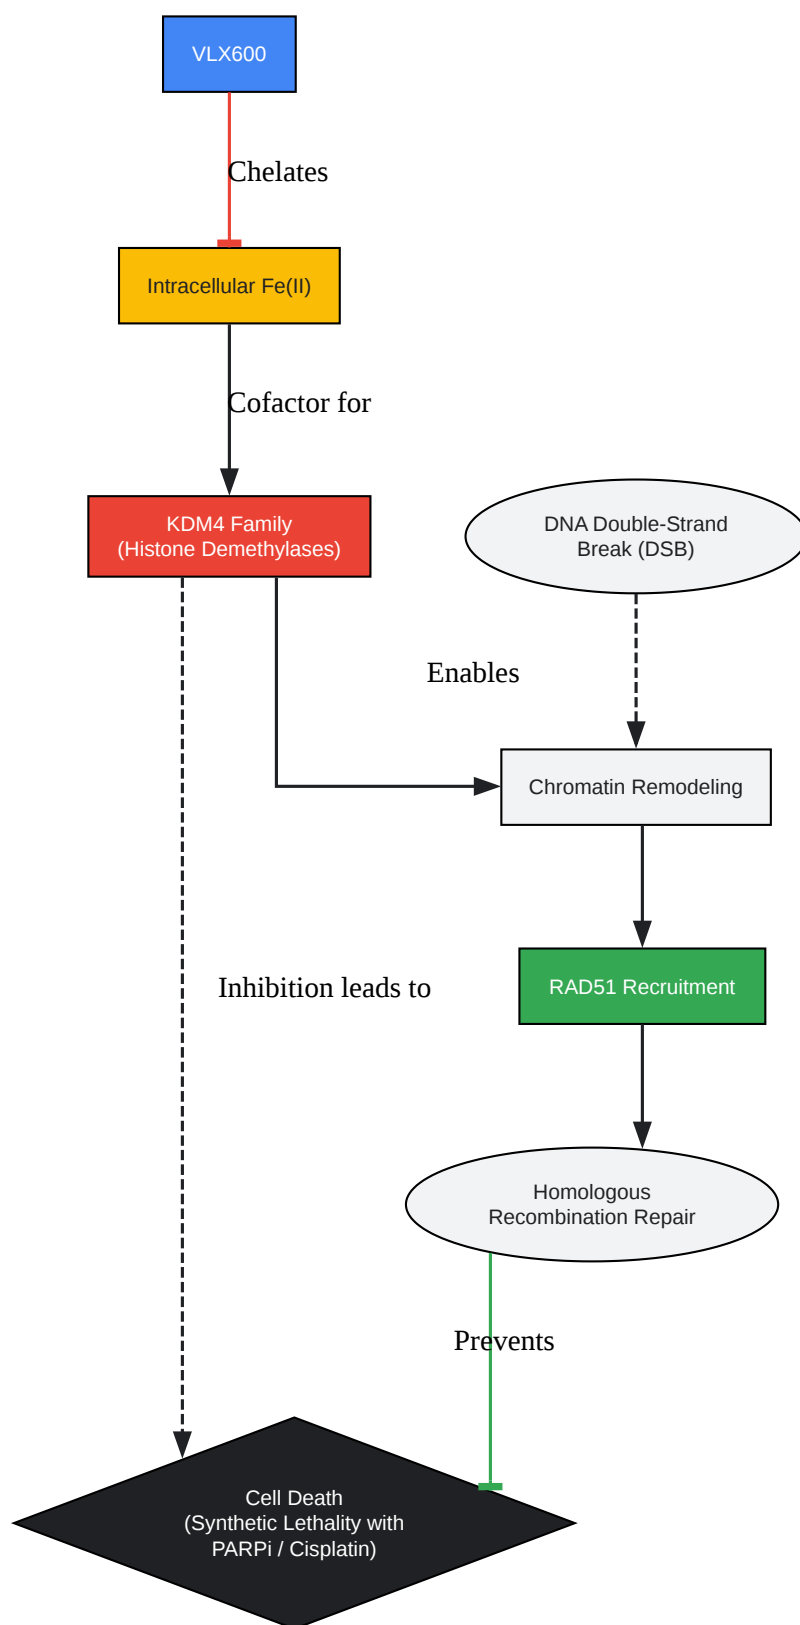 VLX600
Chelates
Intracellular Fe(II)
Cofactor for
KDM4 Family
(Histone Demethylases)
DNA Double-Strand
Break (DSB)
Enables
Chromatin Remodeling
Inhibition leads to
RAD51 Recruitment
Homologous
Recombination Repair
Prevents
Cell Death
(Synthetic Lethality with
PARPi / Cisplatin)